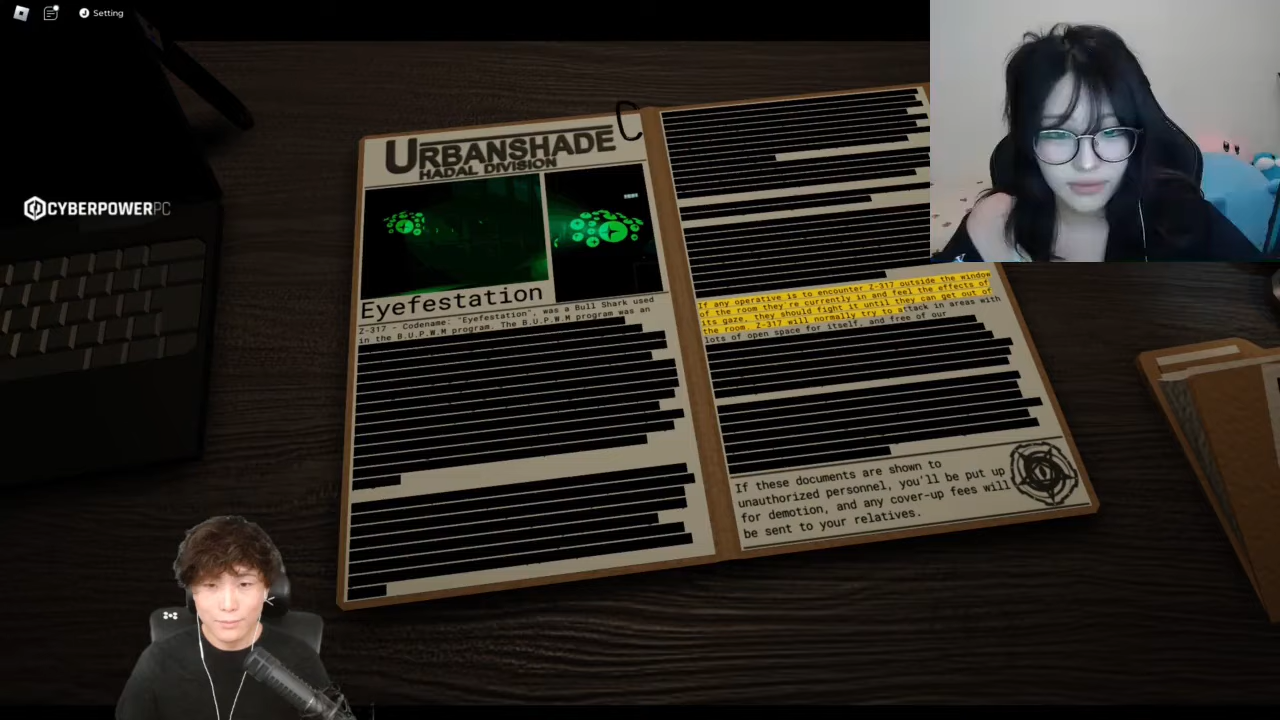 Setting
CYBERPOWERPC
URBANSHADE
HADAL DIVISION
Eyefestation
Z-317 - Codename: "Eyefestation", was a Bull Shark used
in the B.U.P.W.M program. The B.U.P.W.M program was an
If any operative is to encounter Z-317 outside the window
of the room they're currently in and feel the effects of
its gaze, they should fight it until they can get out of
the room. Z-317 will normally try to attack in areas with
lots of open space for itself, and free of our
If these documents are shown to
unauthorized personnel, you'll be put up
for demotion, and any cover-up fees will
be sent to your relatives.